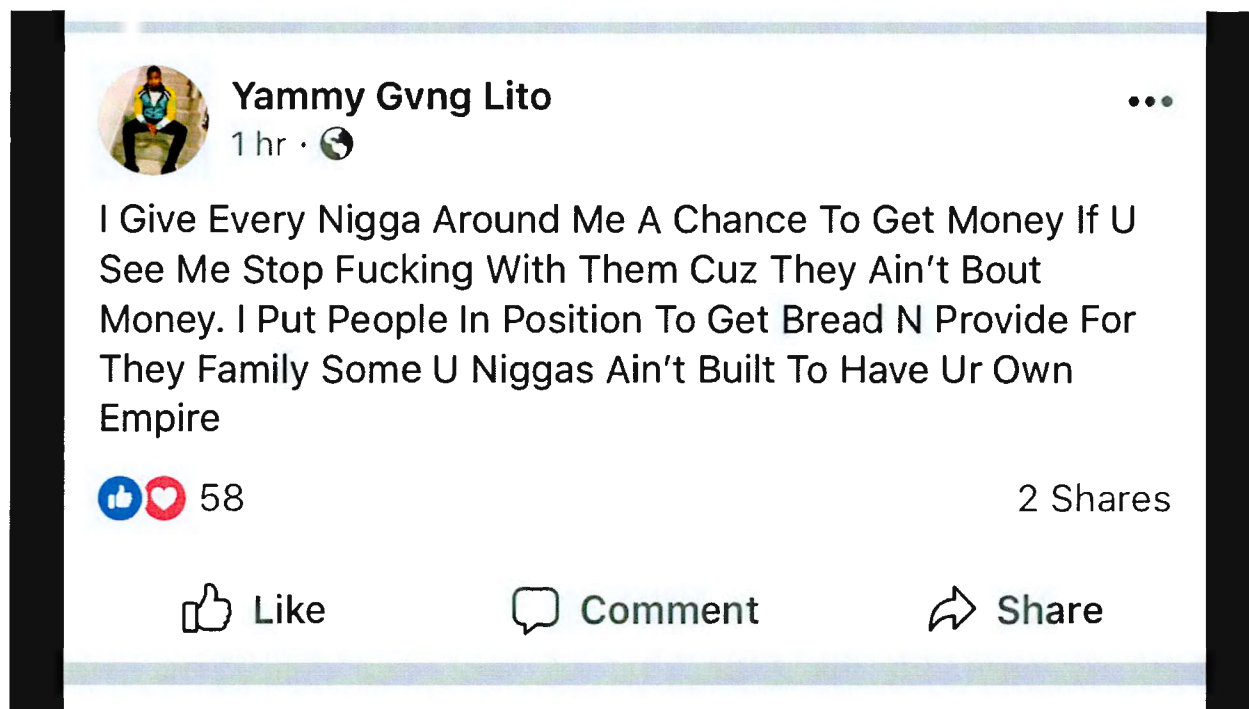 Yammy Gvng Lito
1 hr ·
I Give Every Nigga Around Me A Chance To Get Money If U
See Me Stop Fucking With Them Cuz They Ain't Bout
Money. I Put People In Position To Get Bread N Provide For
They Family Some U Niggas Ain't Built To Have Ur Own
Empire
58
2 Shares
Like
Comment
Share